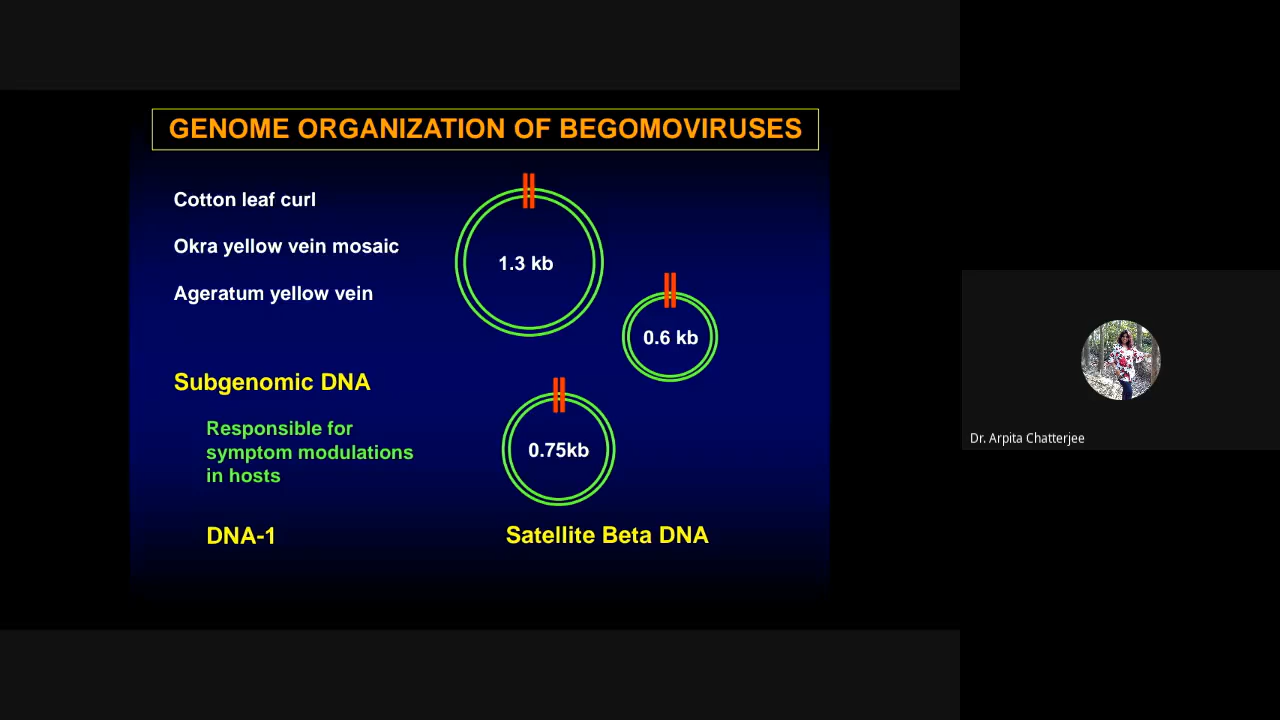 GENOME ORGANIZATION OF BEGOMOVIRUSES
Cotton leaf curl
Okra yellow vein mosaic
Ageratum yellow vein
1.3 kb
0.6 kb
Subgenomic DNA
Responsible for
symptom modulations
in hosts
0.75kb
DNA-1
Satellite Beta DNA
Dr. Arpita Chatterjee